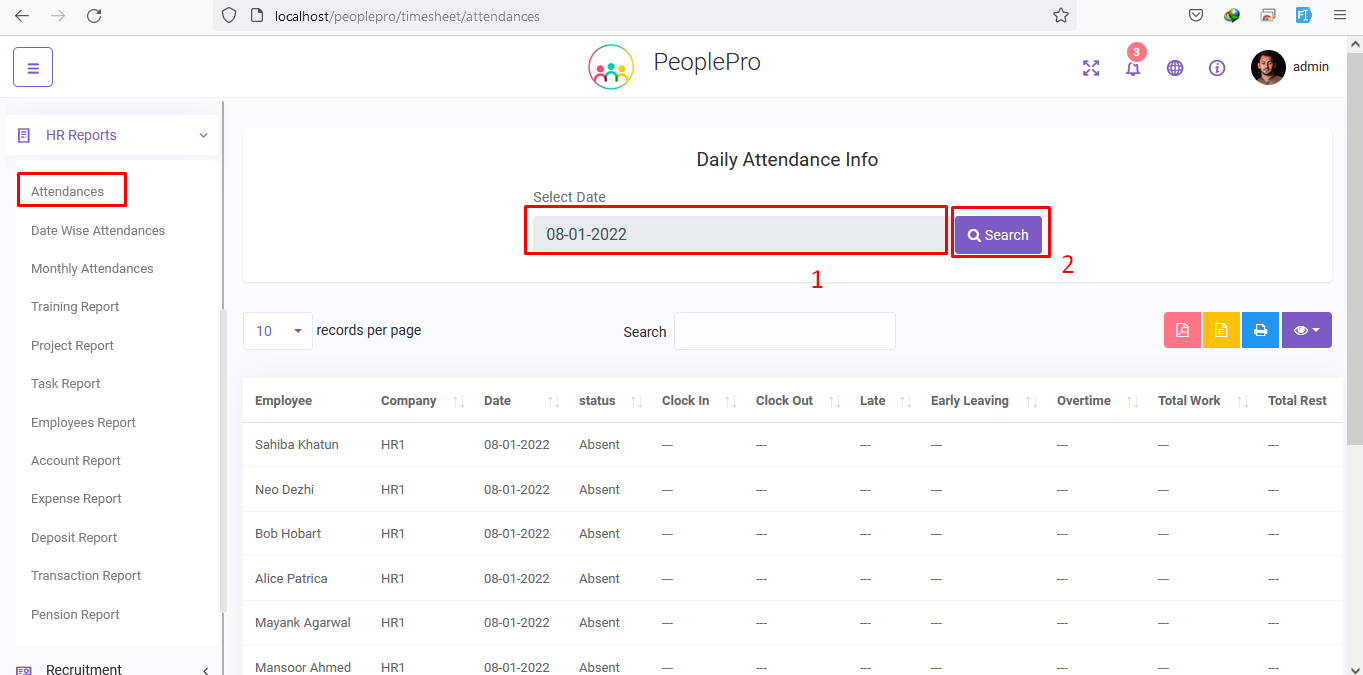 localhost/peoplepro/timesheet/attendances
PeoplePro
3
admin
HR Reports
Attendances
Date Wise Attendances
Monthly Attendances
Training Report
Project Report
Task Report
Employees Report
Account Report
Expense Report
Deposit Report
Transaction Report
Pension Report
Recruitment
Daily Attendance Info
Select Date
08-01-2022 Search
1 2
10 records per page Search
Employee Company Date status Clock In Clock Out Late Early Leaving Overtime Total Work Total Rest
Sahiba Khatun HR1 08-01-2022 Absent --- --- --- --- --- --- ---
Neo Dezhi HR1 08-01-2022 Absent --- --- --- --- --- --- ---
Bob Hobart HR1 08-01-2022 Absent --- --- --- --- --- --- ---
Alice Patrica HR1 08-01-2022 Absent --- --- --- --- --- --- ---
Mayank Agarwal HR1 08-01-2022 Absent --- --- --- --- --- --- ---
Mansoor Ahmed HR1 08-01-2022 Absent --- --- --- --- --- --- ---